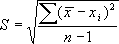 S = √(∑(x̅ - xᵢ)² / (n - 1))